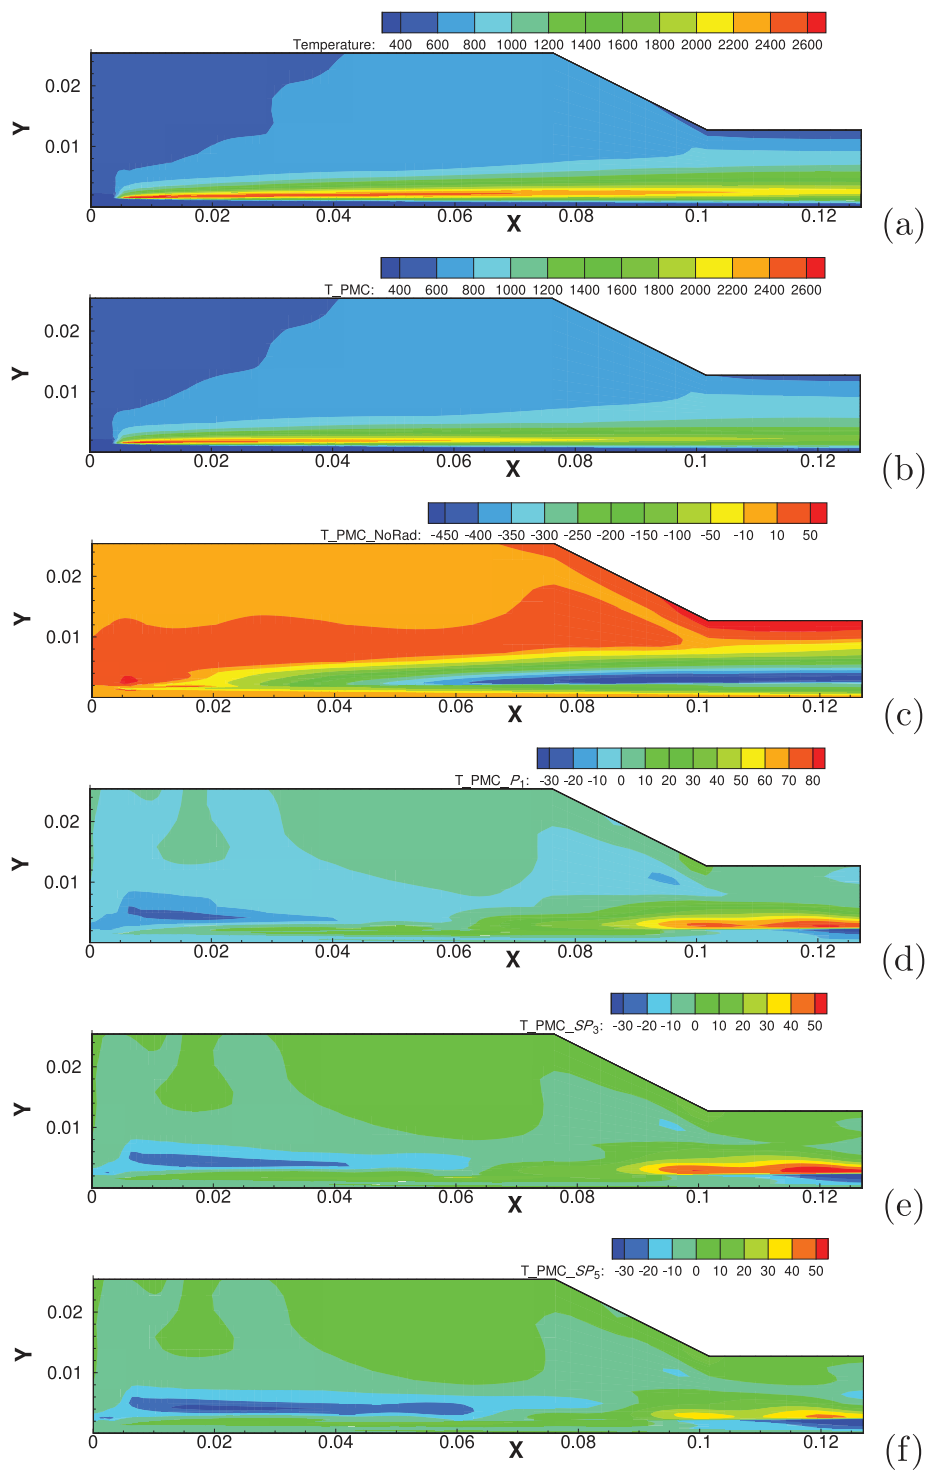 Temperature: 400 600 800 1000 1200 1400 1600 1800 2000 2200 2400 2600
Y
0.02
0.01
0 0.02 0.04 0.06 0.08 0.1 0.12
X
(a)
T_PMC: 400 600 800 1000 1200 1400 1600 1800 2000 2200 2400 2600
Y
0.02
0.01
0 0.02 0.04 0.06 0.08 0.1 0.12
X
(b)
T_PMC_NoRad: -450 -400 -350 -300 -250 -200 -150 -100 -50 -10 10 50
Y
0.02
0.01
0 0.02 0.04 0.06 0.08 0.1 0.12
X
(c)
T_PMC_P1: -30 -20 -10 0 10 20 30 40 50 60 70 80
Y
0.02
0.01
0 0.02 0.04 0.06 0.08 0.1 0.12
X
(d)
T_PMC_SP3: -30 -20 -10 0 10 20 30 40 50
Y
0.02
0.01
0 0.02 0.04 0.06 0.08 0.1 0.12
X
(e)
T_PMC_SP5: -30 -20 -10 0 10 20 30 40 50
Y
0.02
0.01
0 0.02 0.04 0.06 0.08 0.1 0.12
X
(f)